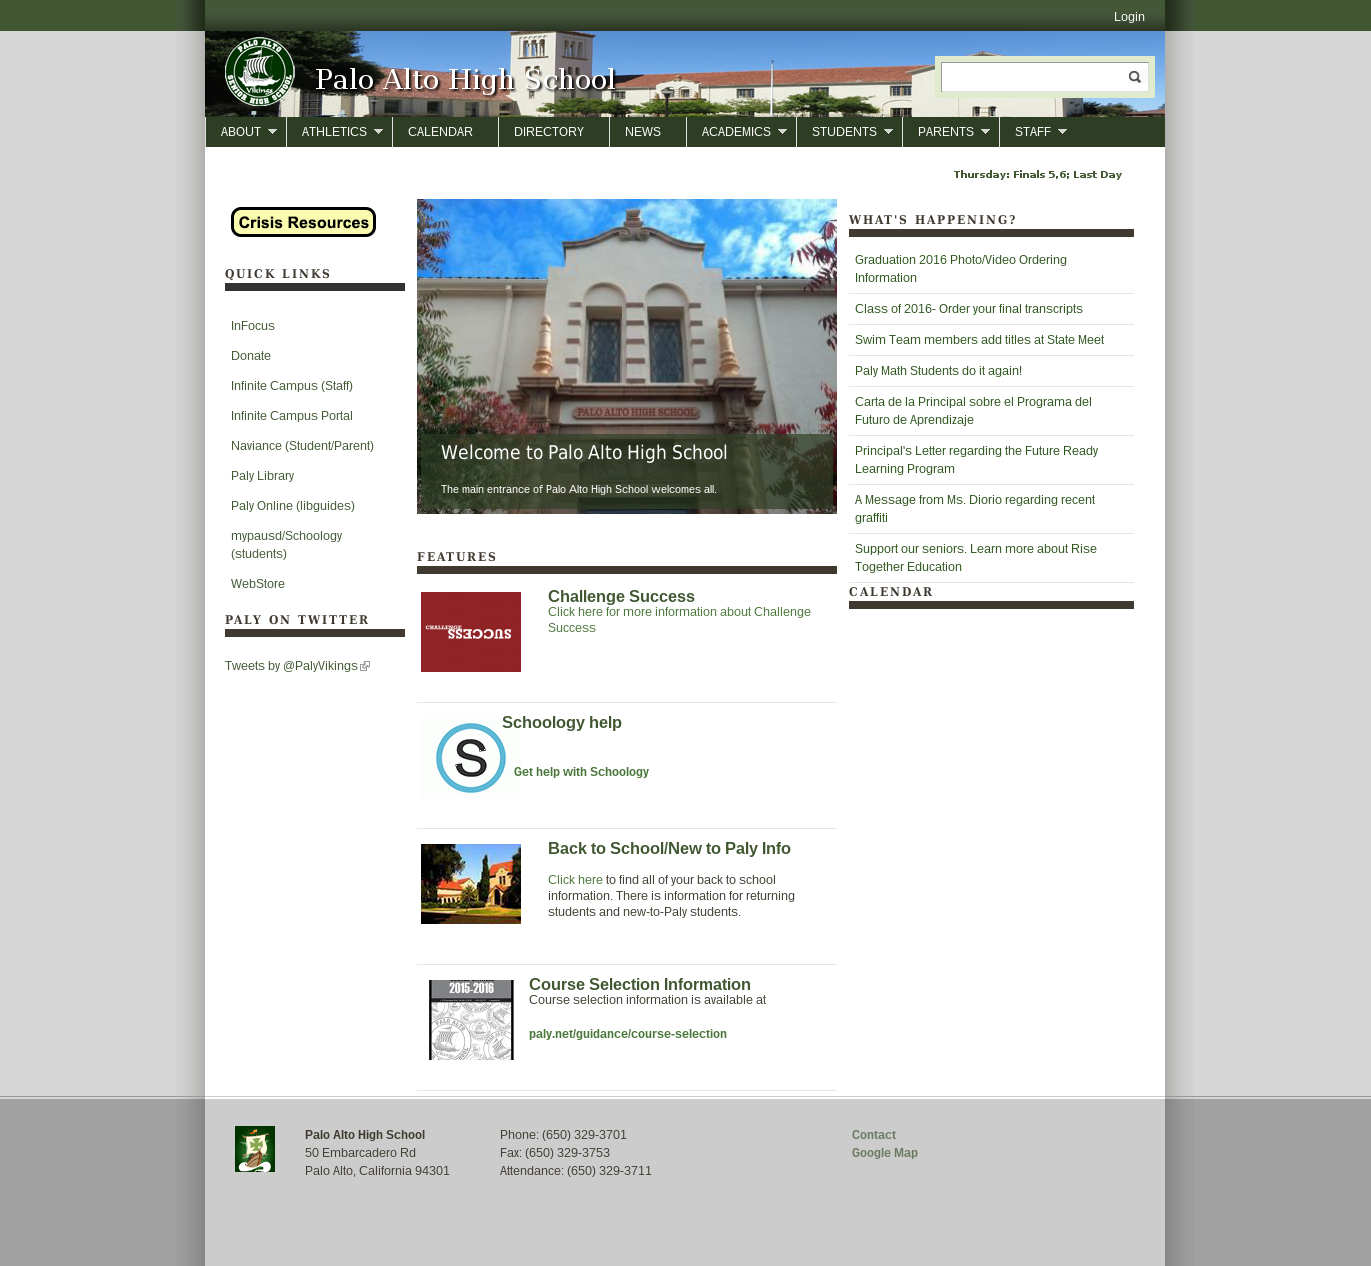 Login
PALO ALTO
SENIOR HIGH SCHOOL
Vikings
Palo Alto High School
ABOUT
ATHLETICS
CALENDAR
DIRECTORY
NEWS
ACADEMICS
STUDENTS
PARENTS
STAFF
Thursday: Finals 5,6; Last Day
Crisis Resources
QUICK LINKS
InFocus
Donate
Infinite Campus (Staff)
Infinite Campus Portal
Naviance (Student/Parent)
Paly Library
Paly Online (libguides)
mypausd/Schoology
(students)
WebStore
PALY ON TWITTER
Tweets by @PalyVikings
PALO ALTO HIGH SCHOOL
Welcome to Palo Alto High School
The main entrance of Palo Alto High School welcomes all.
FEATURES
CHALLENGE
SUCCESS
Challenge Success
Click here for more information about Challenge
Success
S
Schoology help
Get help with Schoology
Back to School/New to Paly Info
Click here to find all of your back to school
information. There is information for returning
students and new-to-Paly students.
2015-2016
Course Selection Information
Course selection information is available at
paly.net/guidance/course-selection
WHAT'S HAPPENING?
Graduation 2016 Photo/Video Ordering
Information
Class of 2016- Order your final transcripts
Swim Team members add titles at State Meet
Paly Math Students do it again!
Carta de la Principal sobre el Programa del
Futuro de Aprendizaje
Principal's Letter regarding the Future Ready
Learning Program
A Message from Ms. Diorio regarding recent
graffiti
Support our seniors. Learn more about Rise
Together Education
CALENDAR
Palo Alto High School
50 Embarcadero Rd
Palo Alto, California 94301
Phone: (650) 329-3701
Fax: (650) 329-3753
Attendance: (650) 329-3711
Contact
Google Map